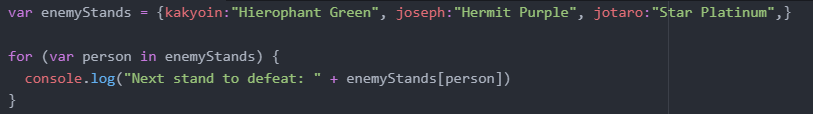 var enemyStands = {kakyoin:"Hierophant Green", joseph:"Hermit Purple", jotaro:"Star Platinum",}
for (var person in enemyStands) {
console.log("Next stand to defeat: " + enemyStands[person])
}